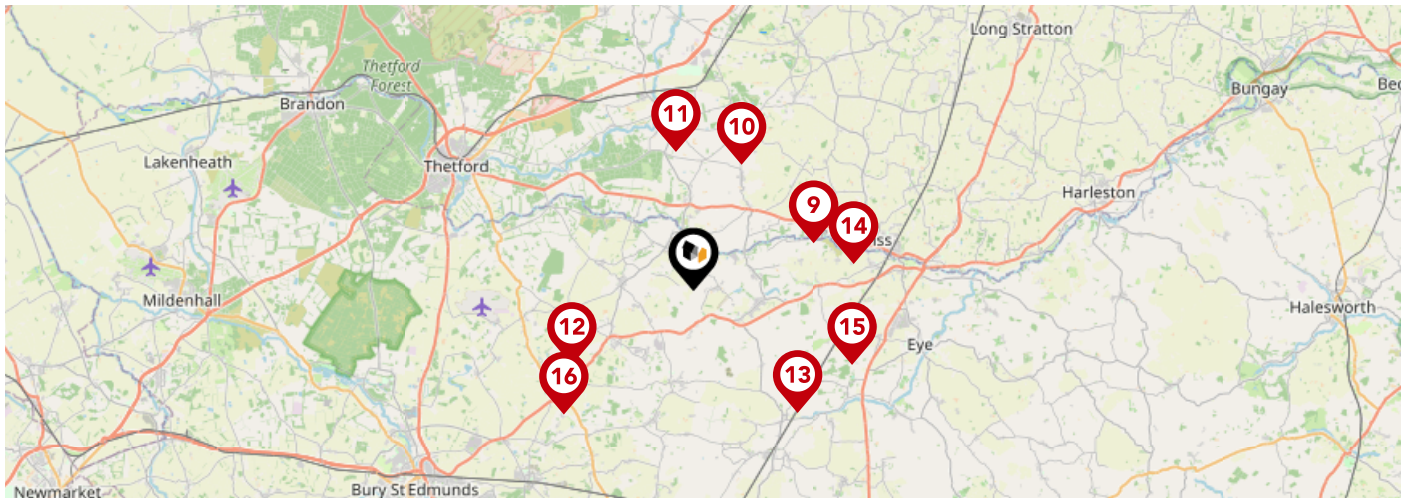 Long Stratton
Thetford
Forest
Bungay
Brandon
11
10
Lakenheath
Thetford
Harleston
9
14
iss
Mildenhall
Halesworth
12
15
Eye
16
13
Newmarket
Bury St Edmunds